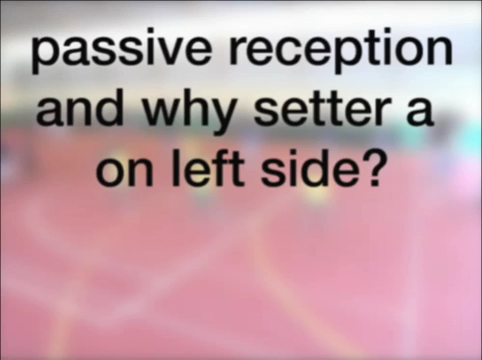 passive reception
and why setter a
on left side?